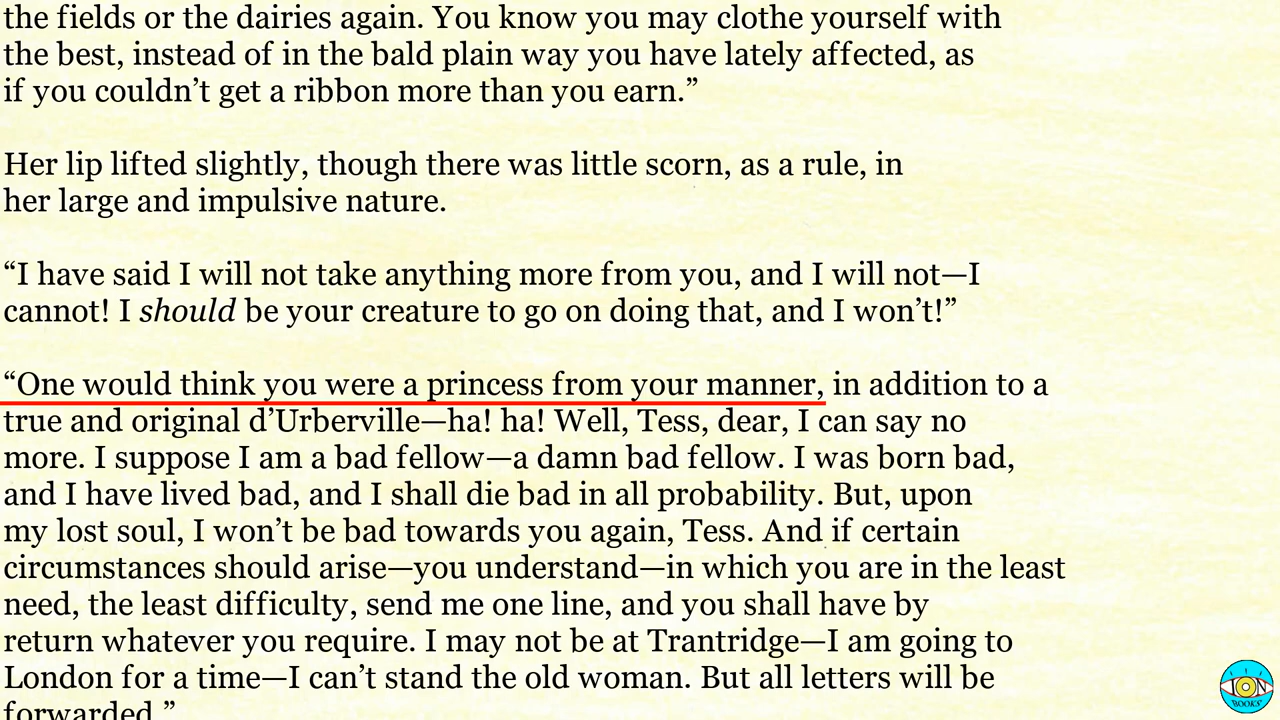 the fields or the dairies again. You know you may clothe yourself with
the best, instead of in the bald plain way you have lately affected, as
if you couldn’t get a ribbon more than you earn.”
Her lip lifted slightly, though there was little scorn, as a rule, in
her large and impulsive nature.
“I have said I will not take anything more from you, and I will not—I
cannot! I should be your creature to go on doing that, and I won’t!”
“One would think you were a princess from your manner, in addition to a
true and original d’Urberville—ha! ha! Well, Tess, dear, I can say no
more. I suppose I am a bad fellow—a damn bad fellow. I was born bad,
and I have lived bad, and I shall die bad in all probability. But, upon
my lost soul, I won’t be bad towards you again, Tess. And if certain
circumstances should arise—you understand—in which you are in the least
need, the least difficulty, send me one line, and you shall have by
return whatever you require. I may not be at Trantridge—I am going to
London for a time—I can’t stand the old woman. But all letters will be
forwarded.”
ION
BOOKS